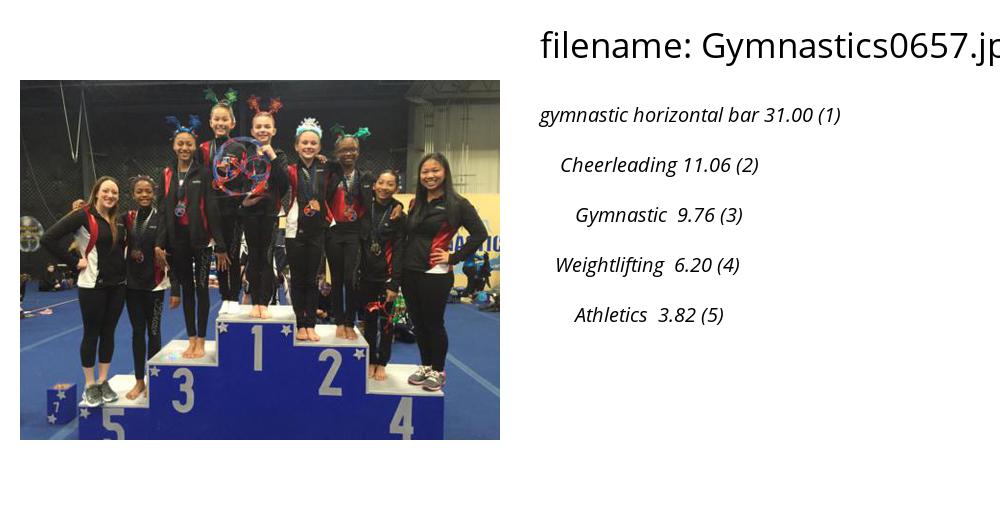 filename: Gymnastics0657.jp
gymnastic horizontal bar 31.00 (1)
Cheerleading 11.06 (2)
Gymnastic 9.76 (3)
Weightlifting 6.20 (4)
Athletics 3.82 (5)
1
2
3
4
5
7